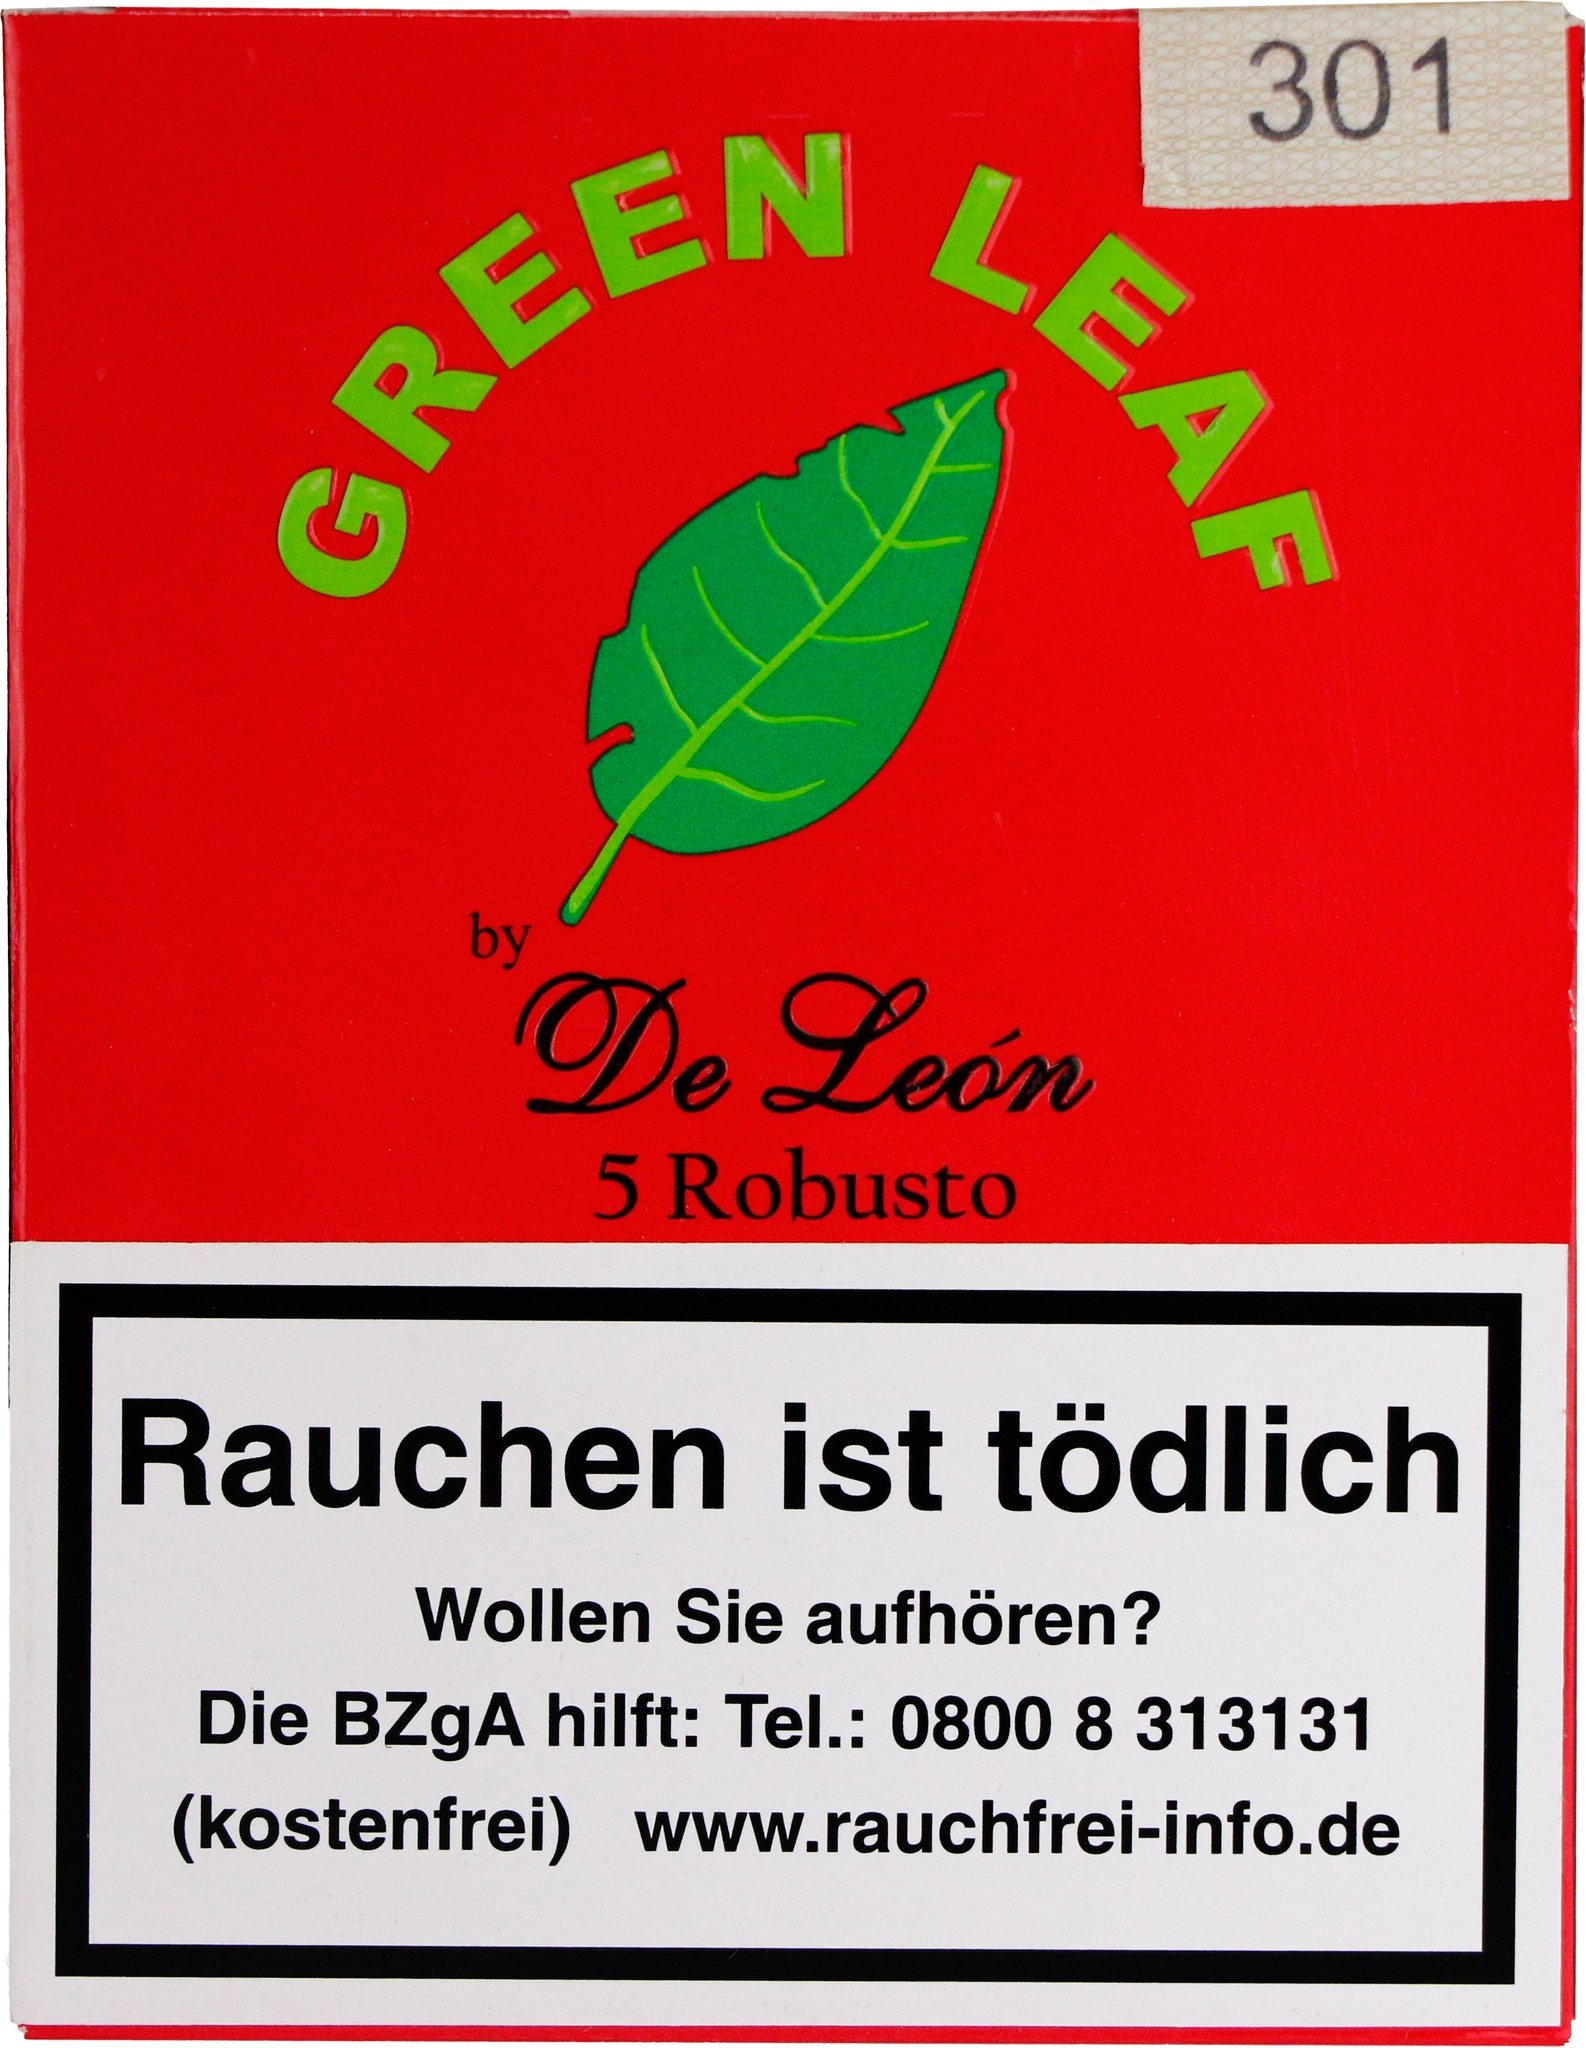 301
GREEN LEAF
by
De León
5 Robusto
Rauchen ist tödlich
Wollen Sie aufhören?
Die BZgA hilft: Tel.: 0800 8 313131
(kostenfrei) www.rauchfrei-info.de